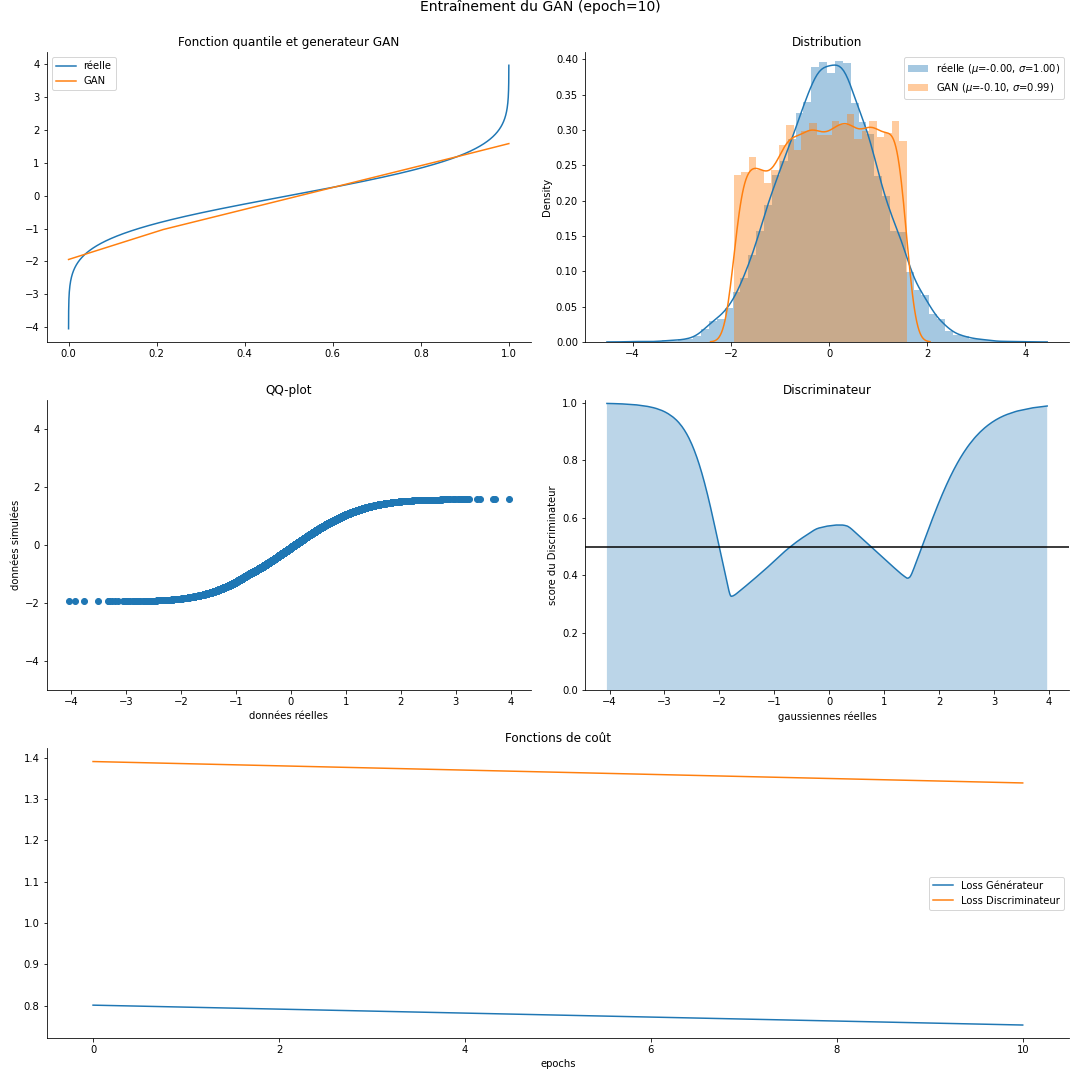 Entraînement du GAN (epoch=10)
Fonction quantile et generateur GAN
réelle
GAN
4
3
2
1
0
−1
−2
−3
−4
0.0 0.2 0.4 0.6 0.8 1.0
Distribution
réelle (μ=-0.00, σ=1.00)
GAN (μ=-0.10, σ=0.99)
Density
0.40
0.35
0.30
0.25
0.20
0.15
0.10
0.05
0.00
−4 −2 0 2 4
QQ-plot
données simulées
4
2
0
−2
−4
−4 −3 −2 −1 0 1 2 3 4
données réelles
Discriminateur
score du Discriminateur
1.0
0.8
0.6
0.4
0.2
0.0
−4 −3 −2 −1 0 1 2 3 4
gaussiennes réelles
Fonctions de coût
1.4
1.3
1.2
1.1
1.0
0.9
0.8
Loss Générateur
Loss Discriminateur
0 2 4 6 8 10
epochs